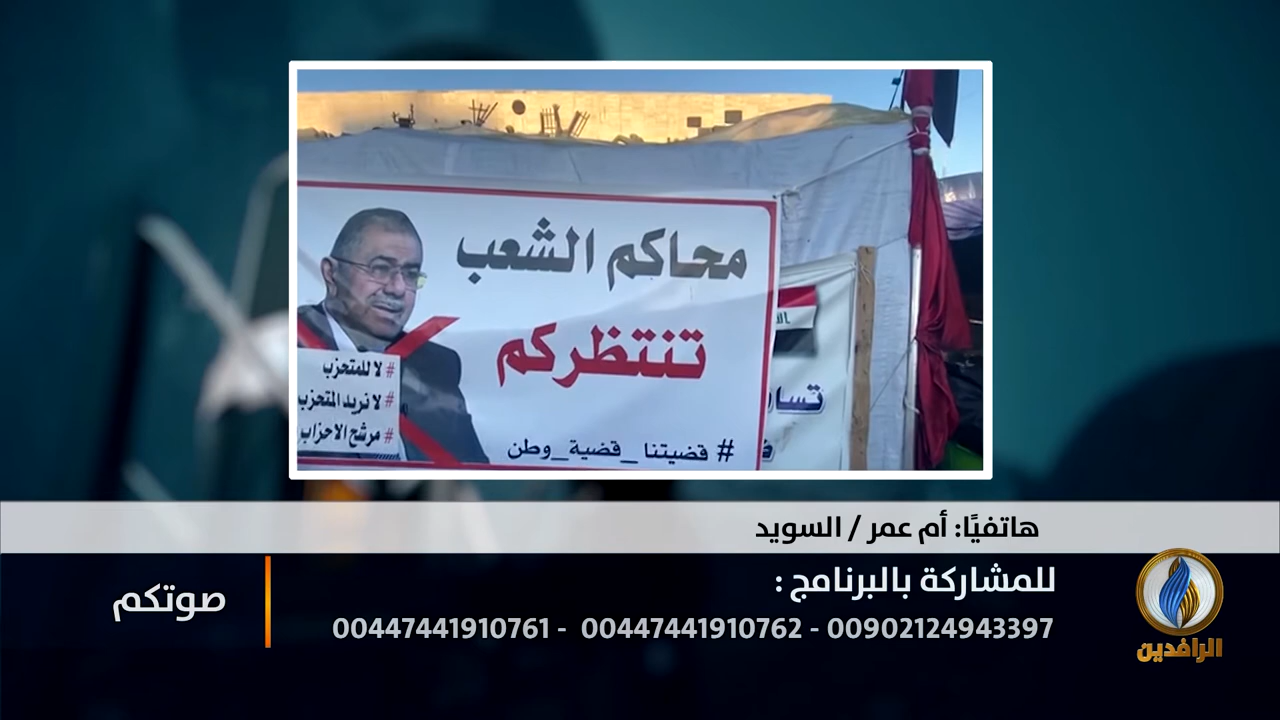 محاكم الشعب
تنتظركم
#لا للمتحزب
#لا نريد المتحزب
#مرشح الاحزاب
# قضيتنا_قضية_وطن
هاتفيًا: أم عمر / السويد
للمشاركة بالبرنامج :
00447441910761 - 00447441910762 - 00902124943397
صوتكم
الرافدين